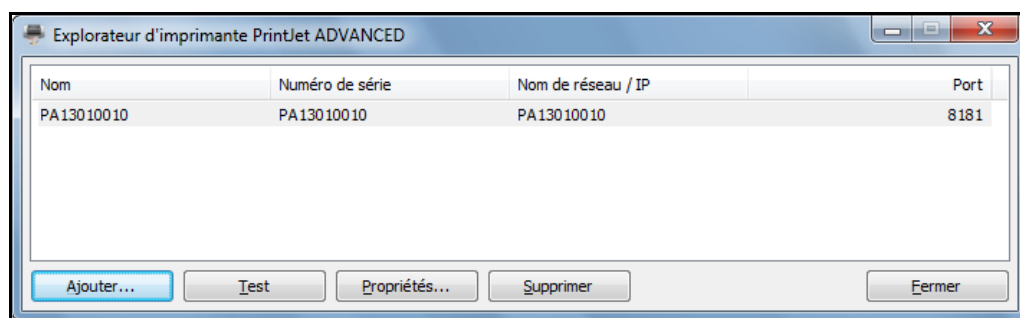 Explorateur d'imprimante PrintJet ADVANCED
Nom Numéro de série Nom de réseau / IP Port
PA13010010 PA13010010 PA13010010 8181
Ajouter... Test Propriétés... Supprimer Fermer